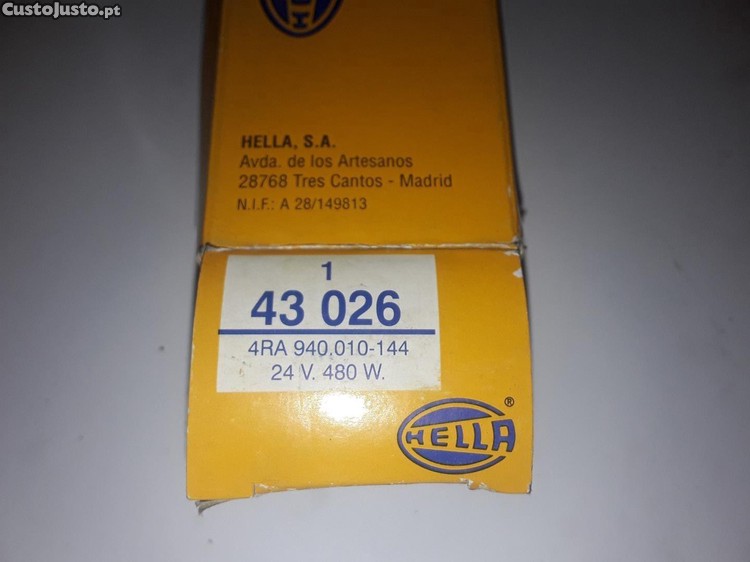 CustoJusto.pt
HELLA, S.A.
Avda. de los Artesanos
28768 Tres Cantos - Madrid
N.I.F.: A 28/149813
1
43 026
4RA 940.010-144
24 V. 480 W.
HELLA ®